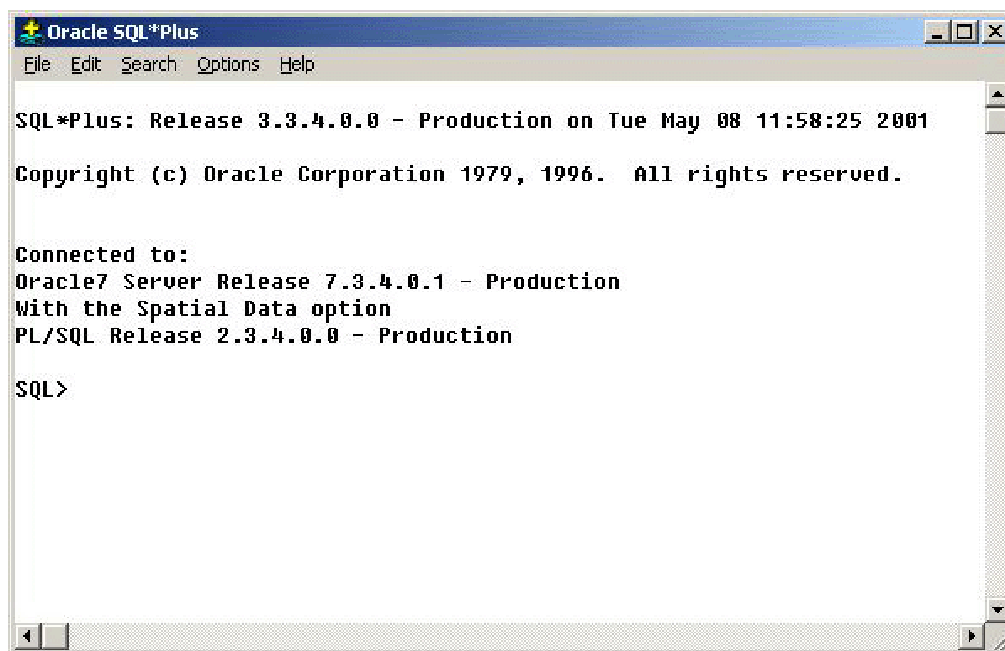 Oracle SQL*Plus
File Edit Search Options Help
SQL*Plus: Release 3.3.4.0.0 - Production on Tue May 08 11:58:25 2001
Copyright (c) Oracle Corporation 1979, 1996.  All rights reserved.
Connected to:
Oracle7 Server Release 7.3.4.0.1 - Production
With the Spatial Data option
PL/SQL Release 2.3.4.0.0 - Production
SQL>